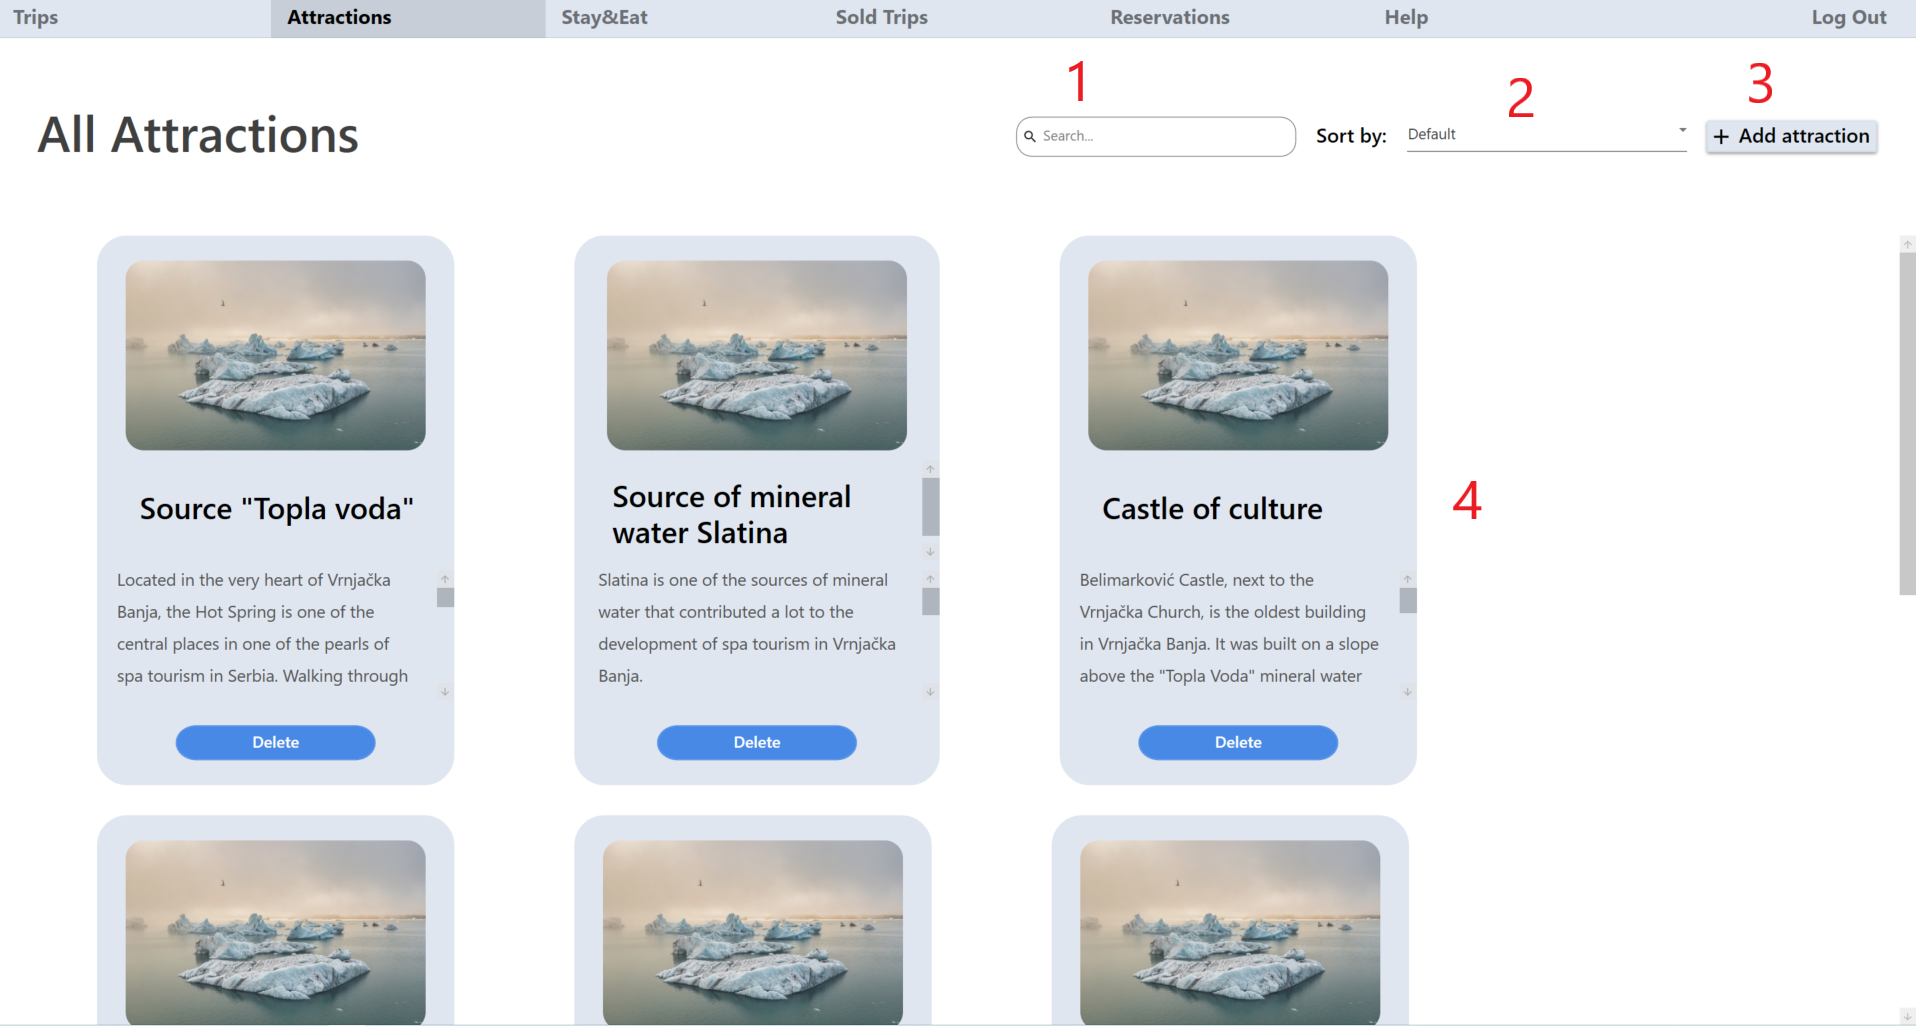 Trips Attractions Stay&Eat Sold Trips Reservations Help Log Out
1 2 3
All Attractions
Search... Sort by: Default + Add attraction
Source "Topla voda"
Located in the very heart of Vrnjačka
Banja, the Hot Spring is one of the
central places in one of the pearls of
spa tourism in Serbia. Walking through
Delete
Source of mineral
water Slatina
Slatina is one of the sources of mineral
water that contributed a lot to the
development of spa tourism in Vrnjačka
Banja.
Delete
Castle of culture
Belimarković Castle, next to the
Vrnjačka Church, is the oldest building
in Vrnjačka Banja. It was built on a slope
above the "Topla Voda" mineral water
Delete
4